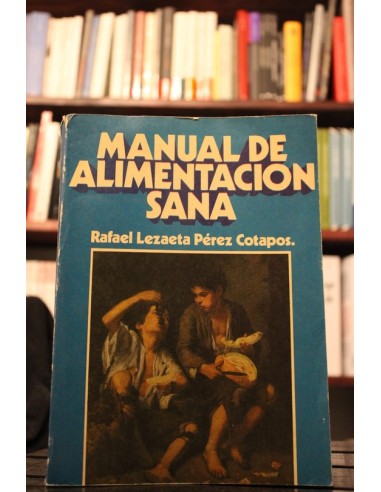 MANUAL DE
ALIMENTACION
SANA
Rafael Lezaeta Pérez Cotapos.